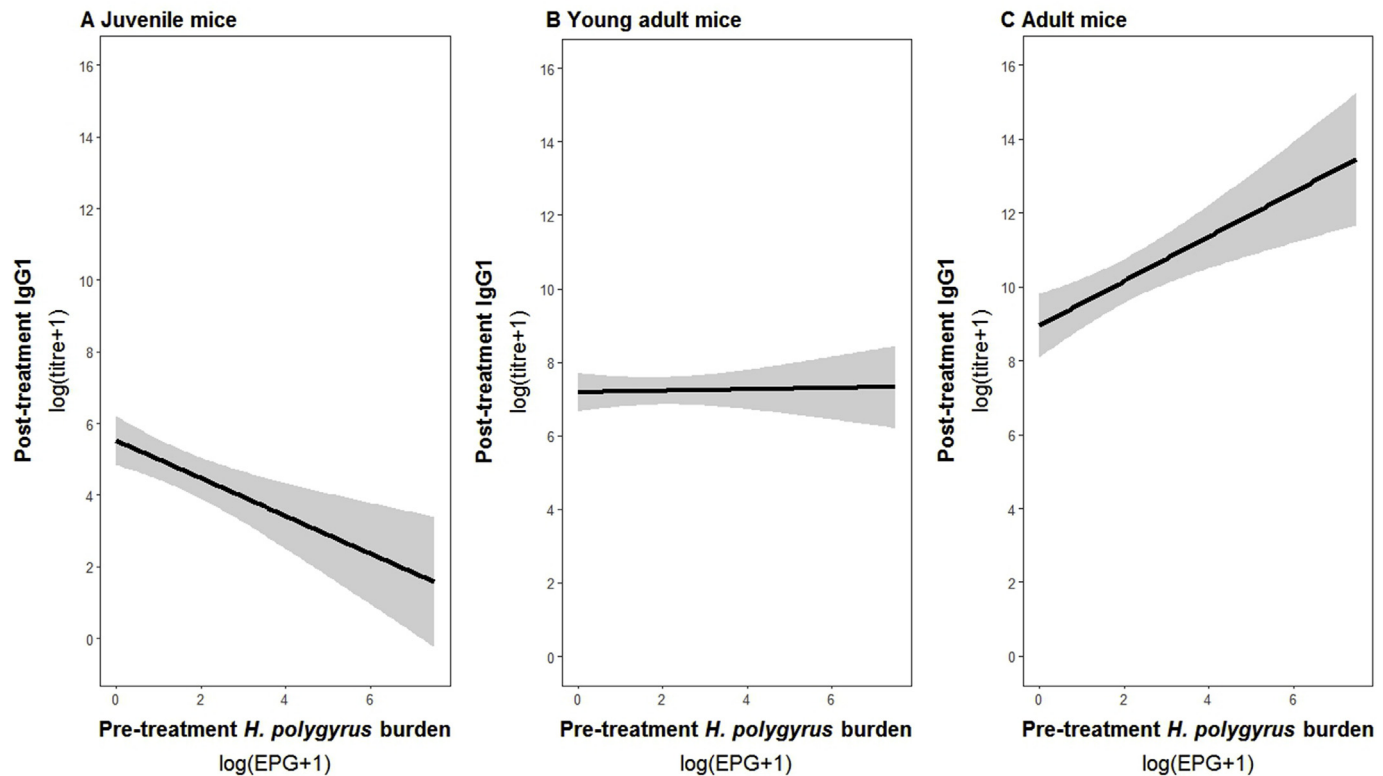 A Juvenile mice
16
14
12
10
8
6
4
2
0
Post-treatment IgG1
log(titre+1)
0 2 4 6
Pre-treatment H. polygyrus burden
log(EPG+1)
B Young adult mice
16
14
12
10
8
6
4
2
0
Post-treatment IgG1
log(titre+1)
0 2 4 6
Pre-treatment H. polygyrus burden
log(EPG+1)
C Adult mice
16
14
12
10
8
6
4
2
0
Post-treatment IgG1
log(titre+1)
0 2 4 6
Pre-treatment H. polygyrus burden
log(EPG+1)